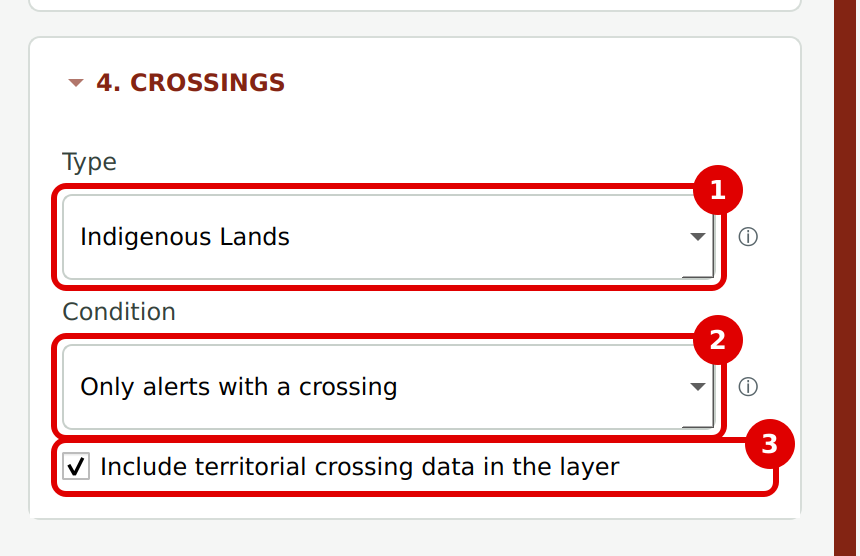 4. CROSSINGS
Type
1
Indigenous Lands
Condition
2
Only alerts with a crossing
3
Include territorial crossing data in the layer